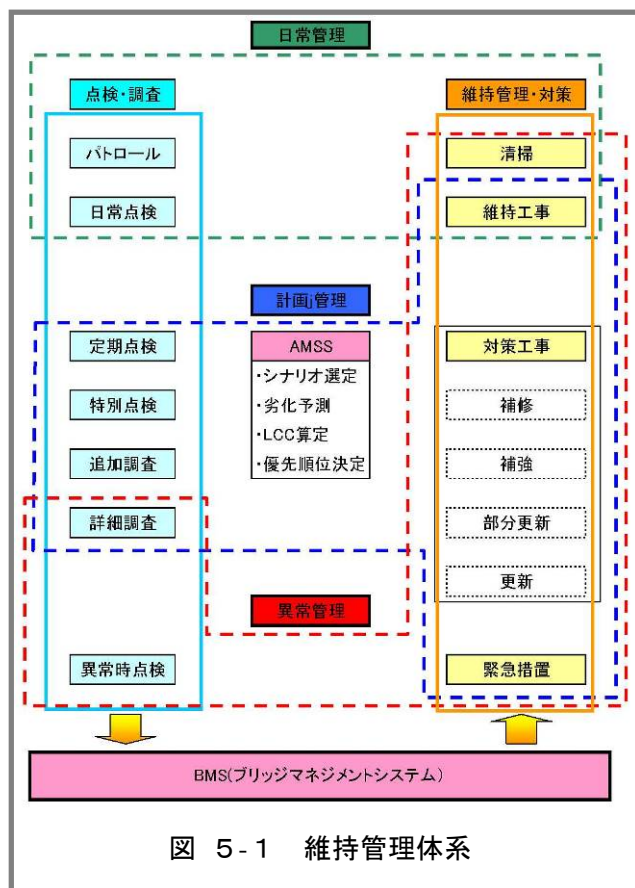 日常管理
点検・調査
維持管理・対策
パトロール
清掃
日常点検
維持工事
計画j管理
定期点検
AMSS
対策工事
・シナリオ選定
・劣化予測
・LCC算定
・優先順位決定
特別点検
補修
追加調査
補強
詳細調査
部分更新
更新
異常管理
異常時点検
緊急措置
BMS(ブリッジマネジメントシステム)
図 5-1 維持管理体系